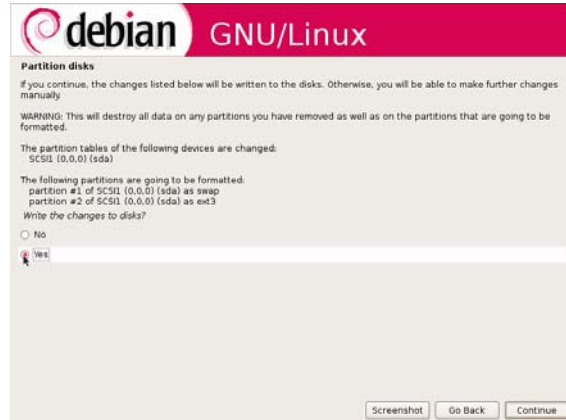 debian GNU/Linux
Partition disks
If you continue, the changes listed below will be written to the disks. Otherwise, you will be able to make further changes
manually.
WARNING: This will destroy all data on any partitions you have removed as well as on the partitions that are going to be
formatted.
The partition tables of the following devices are changed:
SCSI1 (0,0,0) (sda)
The following partitions are going to be formatted:
partition #1 of SCSI1 (0,0,0) (sda) as swap
partition #2 of SCSI1 (0,0,0) (sda) as ext3
Write the changes to disks?
No
Yes
Screenshot Go Back Continue